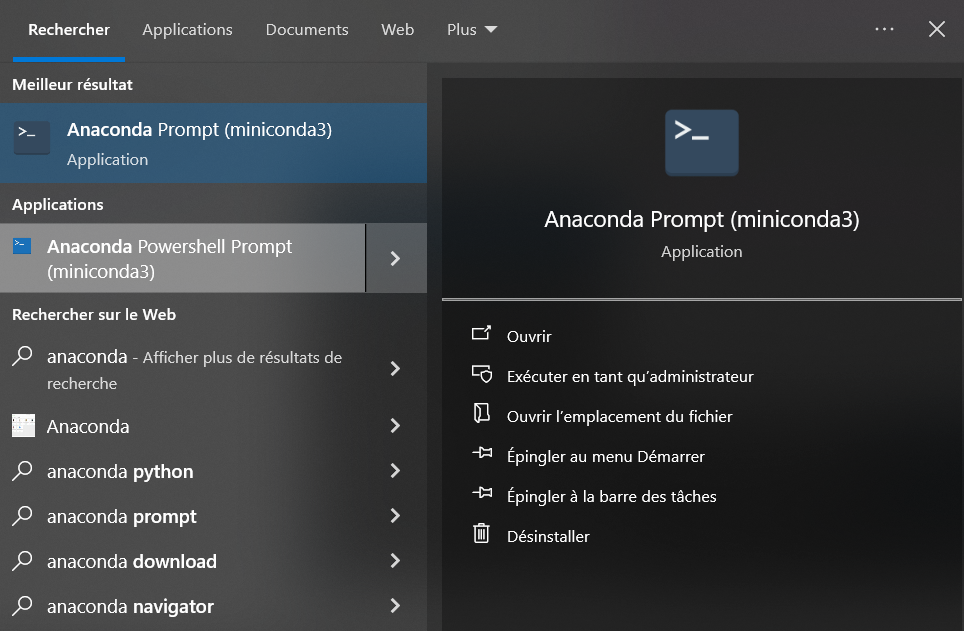 Rechercher Applications Documents Web Plus
Meilleur résultat
Anaconda Prompt (miniconda3)
Application
Applications
Anaconda Powershell Prompt
(miniconda3)
Rechercher sur le Web
anaconda - Afficher plus de résultats de
recherche
Anaconda
anaconda python
anaconda prompt
anaconda download
anaconda navigator
Anaconda Prompt (miniconda3)
Application
Ouvrir
Exécuter en tant qu’administrateur
Ouvrir l’emplacement du fichier
Épingler au menu Démarrer
Épingler à la barre des tâches
Désinstaller